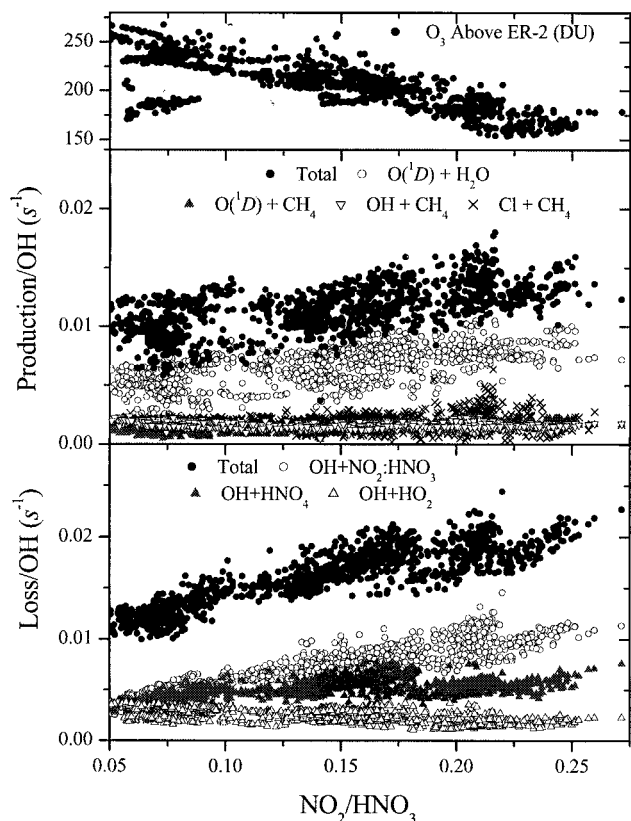 250
200
150
● O₃ Above ER-2 (DU)
● Total ○ O(¹D) + H₂O
▲ O(¹D) + CH₄ ▽ OH + CH₄ × Cl + CH₄
Production/OH (s⁻¹)
0.02
0.01
0.00
● Total ○ OH+NO₂:HNO₃
▲ OH+HNO₄ △ OH+HO₂
Loss/OH (s⁻¹)
0.02
0.01
0.00
0.05 0.10 0.15 0.20 0.25
NO₂/HNO₃